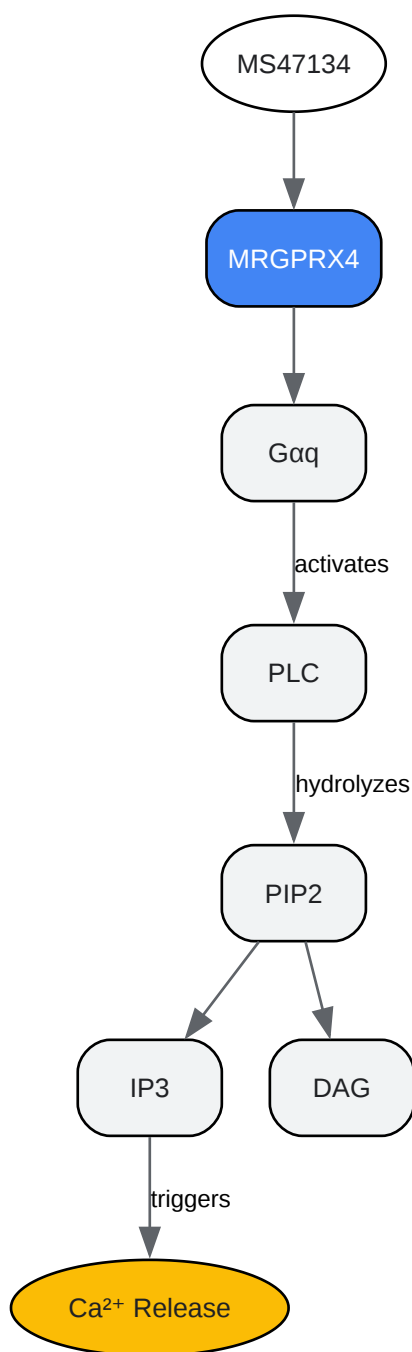 MS47134
MRGPRX4
Gαq
activates
PLC
hydrolyzes
PIP2
IP3
DAG
triggers
Ca²⁺ Release